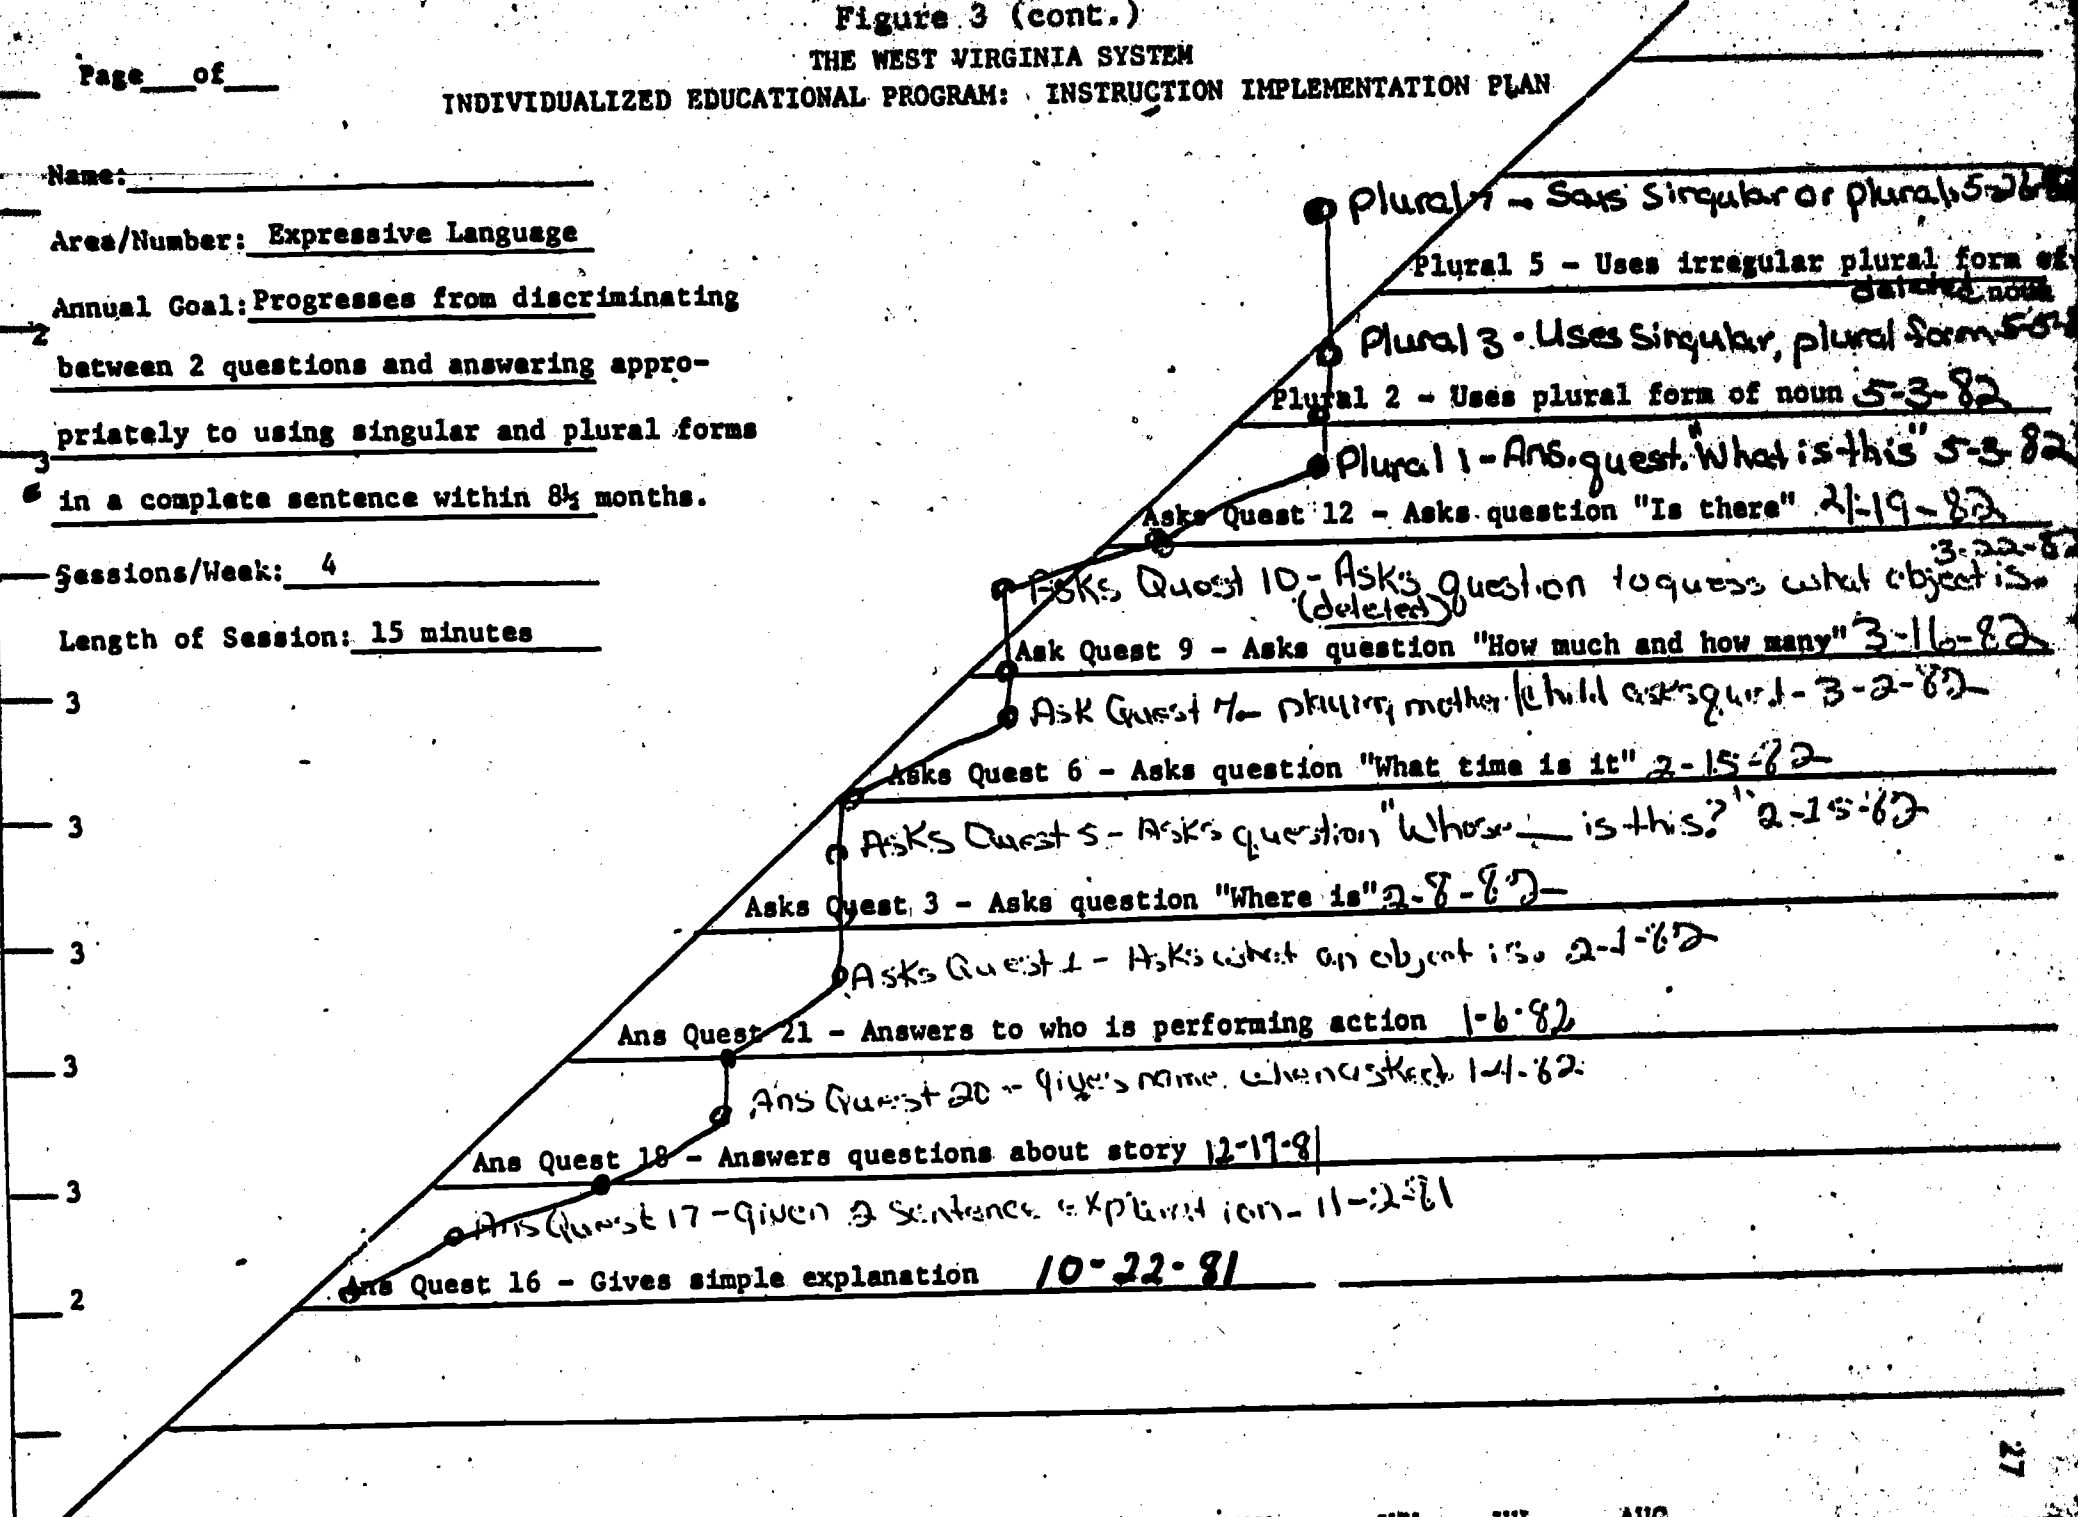 Figure 3 (cont.)
THE WEST VIRGINIA SYSTEM
Page___of___
INDIVIDUALIZED EDUCATIONAL PROGRAM: INSTRUCTION IMPLEMENTATION PLAN
Name:
Area/Number: Expressive Language
Annual Goal: Progresses from discriminating
between 2 questions and answering appro-
priately to using singular and plural forms
in a complete sentence within 8½ months.
Sessions/Week: 4
Length of Session: 15 minutes
Plural 7 - Says Singular or plural
Plural 5 - Uses irregular plural form of
noun
Plural 3 - Uses Singular, plural form
Plural 2 - Uses plural form of noun 5-3-82
Plural 1 - Ans. quest. "What is this" 5-3-82
Asks Quest 12 - Asks question "Is there"
3-22-82
Asks Quest 10 - Asks question to guess what object is.
(deleted)
Ask Quest 9 - Asks question "How much and how many" 3-16-82
Ask Quest 7 - playing mother/child asks quest - 3-2-82
Asks Quest 6 - Asks question "What time is it" 2-15-82
Asks Quest 5 - Asks question "Whose ___ is this?" 2-15-82
Asks Quest 3 - Asks question "Where is" 2-8-82
Asks Quest 1 - Asks what an object is. 2-1-82
Ans Quest 21 - Answers to who is performing action 1-6-82
Ans Quest 20 - gives name when asked 1-4-82
Ans Quest 18 - Answers questions about story 12-17-81
Ans Quest 17 - Given 2 Sentence explanation - 11-2-81
Ans Quest 16 - Gives simple explanation 10-22-81
2
3
3
3
3
3
3
3
2
27
AUG